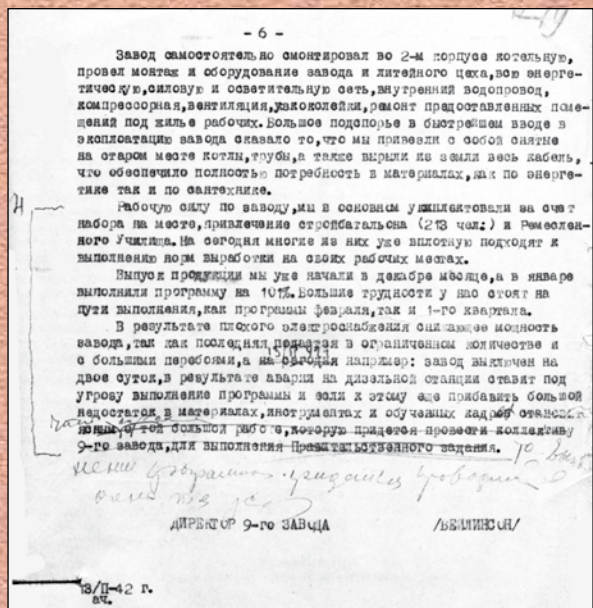 - 6 -
Завод самостоятельно смонтировал во 2-м корпусе котельную,
провел монтаж и оборудование завода и литейного цеха, всю энерге-
тическую, силовую и осветительную сеть, внутренний водопровод,
компрессорная, вентиляция, узкоколейки, ремонт предоставленных поме-
щений под жилье рабочих. Большое подспорье в быстрейшем вводе в
эксплоатацию завода сказало то, что мы привезли с собой снятые
на старом месте котлы, трубы, а также вырыли из земли весь кабель,
что обеспечило полностью потребность в материалах, как по энерге-
тике так и по сантехнике.
Рабочую силу по заводу, мы в основном укмплектовали за счет
набора на месте, привлечение стройбатальона (213 чел:) и Ремеслен-
ного Училища. На сегодня многие из них уже вплотную подходят к
выполнению норм выработки на своих рабочих местах.
Выпуск продукции мы уже начали в декабре месяце, а в январе
выполнили программу на 101%. Большие трудности у нас стоят на
пути выполнения, как программы февраля, так и 1-го квартала.
В результате плохого электроснабжения снижающее мощность
завода, так как последняя подается в ограниченном количестве и
с большими перебоями, а на сегодня например: завод выключен на
двое суток, в результате аварии на дизельной станции ставит под
угрозу выполнение программы и если к этому еще прибавить большой
недостаток в материалах, инструментах и обученных кадров
той большой работе, которую придется провести коллективу
9-го завода, для выполнения Правительственного задания.
ДИРЕКТОР 9-го ЗАВОДА /БЕЙЛИНСОН/
13/П-42 г.
ач.